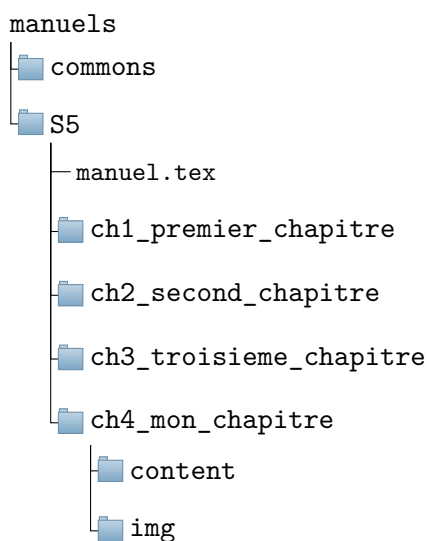 manuels
commons
S5
manuel.tex
ch1_premier_chapitre
ch2_second_chapitre
ch3_troisieme_chapitre
ch4_mon_chapitre
content
img